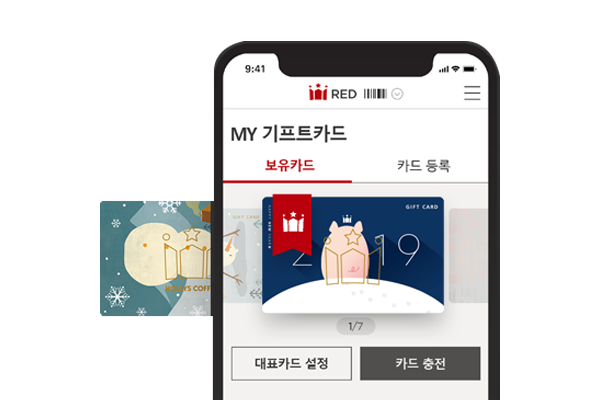 9:41
RED
MY 기프트카드
보유카드
카드 등록
GIFT CARD
2 19
HOLLYS COFF
1/7
대표카드 설정
카드 충전